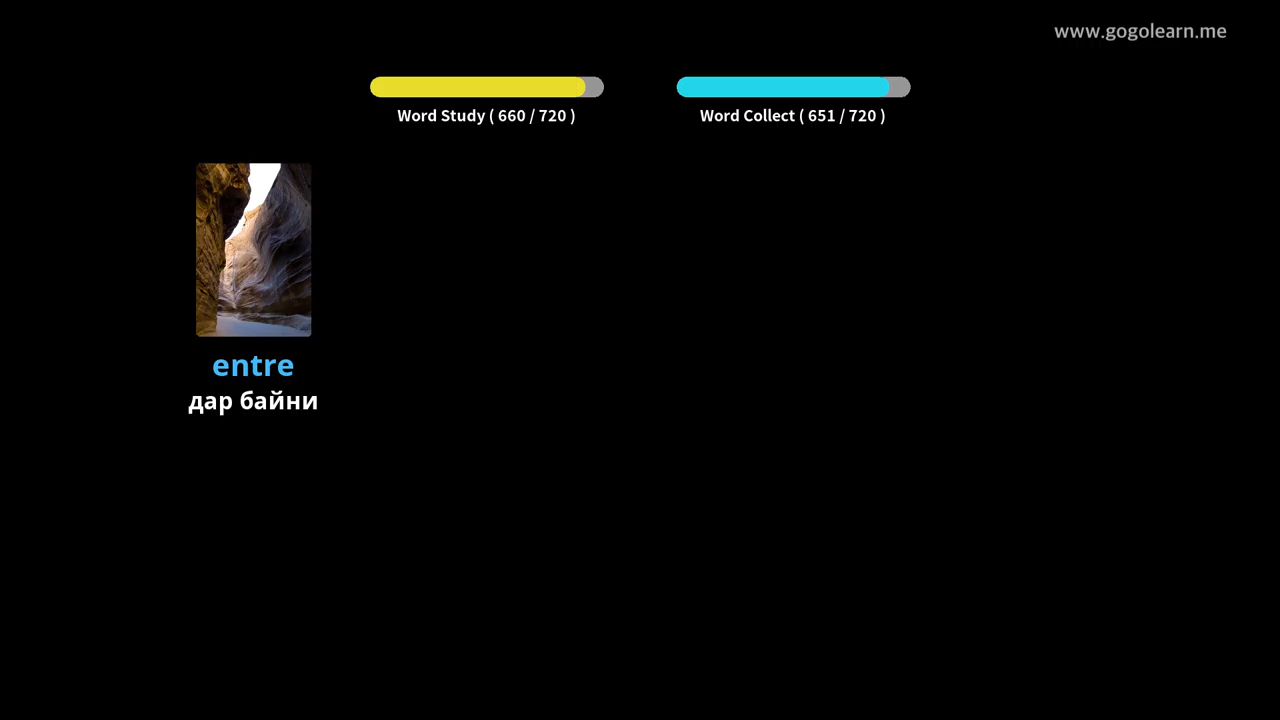 www.gogolearn.me
Word Study ( 660 / 720 )
Word Collect ( 651 / 720 )
entre
дар байни